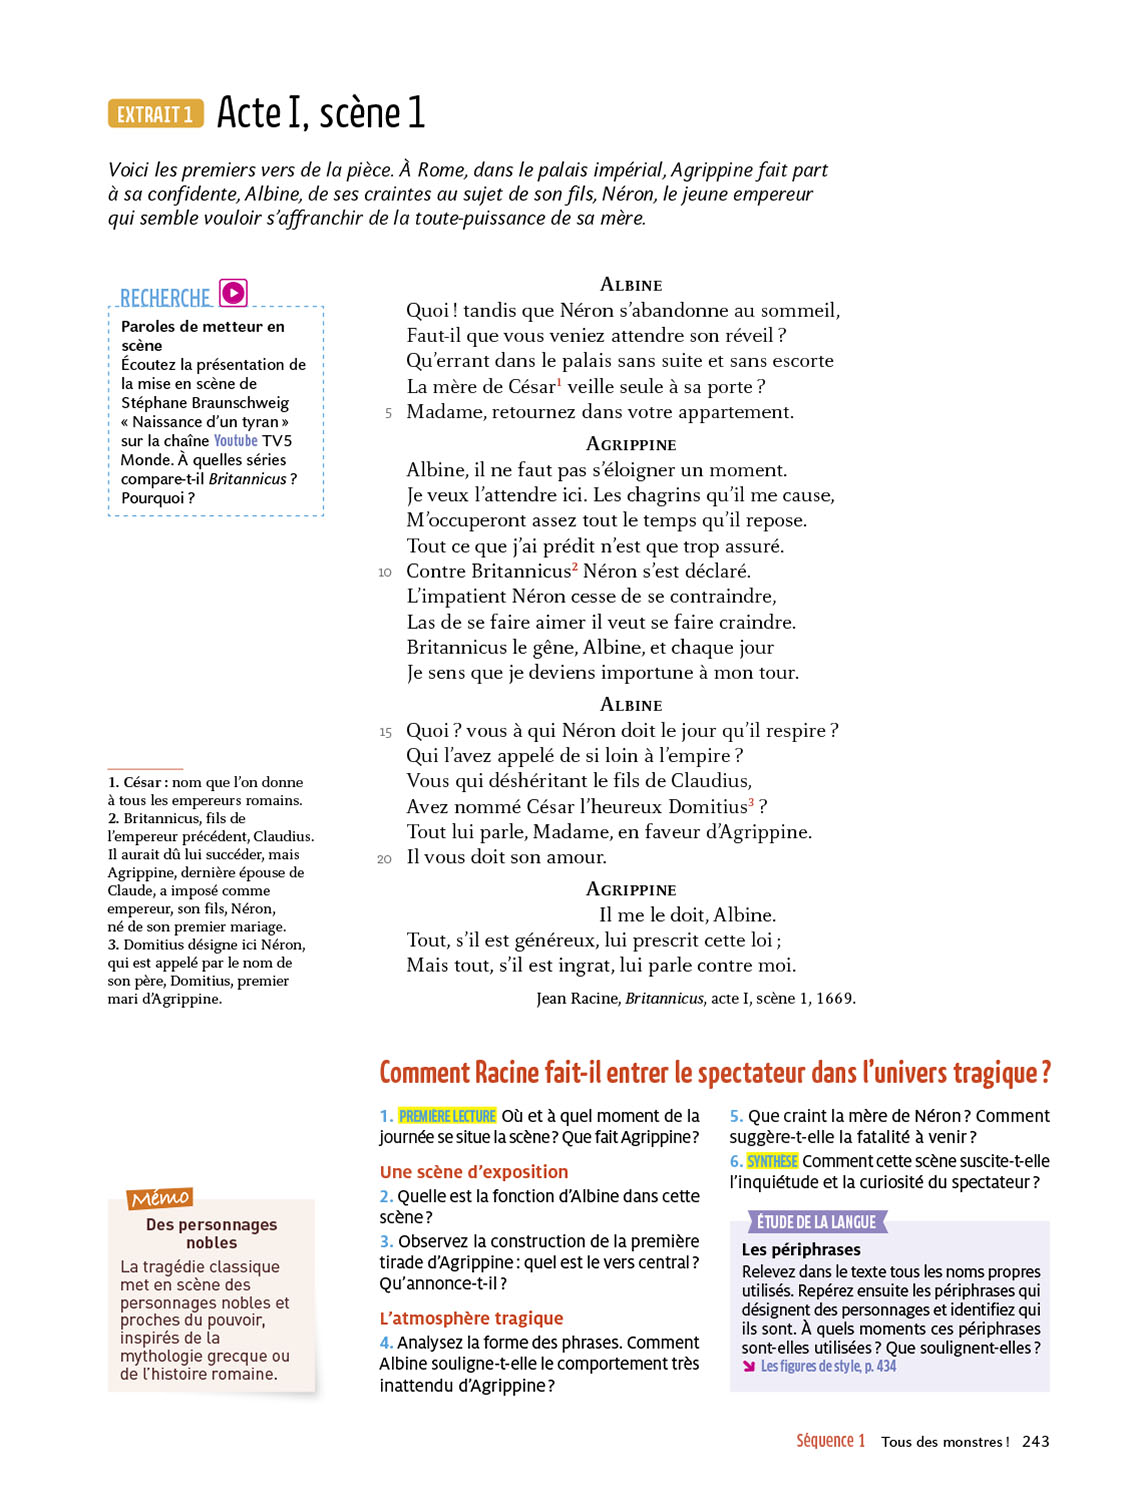 EXTRAIT 1 Acte I, scène 1
Voici les premiers vers de la pièce. À Rome, dans le palais impérial, Agrippine fait part
à sa confidente, Albine, de ses craintes au sujet de son fils, Néron, le jeune empereur
qui semble vouloir s’affranchir de la toute-puissance de sa mère.
RECHERCHE
Paroles de metteur en
scène
Écoutez la présentation de
la mise en scène de
Stéphane Braunschweig
« Naissance d’un tyran »
sur la chaîne Youtube TV5
Monde. À quelles séries
compare-t-il Britannicus ?
Pourquoi ?
ALBINE
Quoi ! tandis que Néron s’abandonne au sommeil,
Faut-il que vous veniez attendre son réveil ?
Qu’errant dans le palais sans suite et sans escorte
La mère de César1 veille seule à sa porte ?
5 Madame, retournez dans votre appartement.
AGRIPPINE
Albine, il ne faut pas s’éloigner un moment.
Je veux l’attendre ici. Les chagrins qu’il me cause,
M’occuperont assez tout le temps qu’il repose.
Tout ce que j’ai prédit n’est que trop assuré.
10 Contre Britannicus2 Néron s’est déclaré.
L’impatient Néron cesse de se contraindre,
Las de se faire aimer il veut se faire craindre.
Britannicus le gêne, Albine, et chaque jour
Je sens que je deviens importune à mon tour.
ALBINE
15 Quoi ? vous à qui Néron doit le jour qu’il respire ?
Qui l’avez appelé de si loin à l’empire ?
Vous qui déshéritant le fils de Claudius,
Avez nommé César l’heureux Domitius3 ?
Tout lui parle, Madame, en faveur d’Agrippine.
20 Il vous doit son amour.
AGRIPPINE
Il me le doit, Albine.
Tout, s’il est généreux, lui prescrit cette loi ;
Mais tout, s’il est ingrat, lui parle contre moi.
Jean Racine, Britannicus, acte I, scène 1, 1669.
1. César : nom que l’on donne
à tous les empereurs romains.
2. Britannicus, fils de
l’empereur précédent, Claudius.
Il aurait dû lui succéder, mais
Agrippine, dernière épouse de
Claude, a imposé comme
empereur, son fils, Néron,
né de son premier mariage.
3. Domitius désigne ici Néron,
qui est appelé par le nom de
son père, Domitius, premier
mari d’Agrippine.
Comment Racine fait-il entrer le spectateur dans l’univers tragique ?
1. PREMIÈRE LECTURE Où et à quel moment de la
journée se situe la scène ? Que fait Agrippine ?
Une scène d’exposition
2. Quelle est la fonction d’Albine dans cette
scène ?
3. Observez la construction de la première
tirade d’Agrippine : quel est le vers central ?
Qu’annonce-t-il ?
L’atmosphère tragique
4. Analysez la forme des phrases. Comment
Albine souligne-t-elle le comportement très
inattendu d’Agrippine ?
5. Que craint la mère de Néron ? Comment
suggère-t-elle la fatalité à venir ?
6. SYNTHÈSE Comment cette scène suscite-t-elle
l’inquiétude et la curiosité du spectateur ?
ÉTUDE DE LA LANGUE
Les périphrases
Relevez dans le texte tous les noms propres
utilisés. Repérez ensuite les périphrases qui
désignent des personnages et identifiez qui
ils sont. À quels moments ces périphrases
sont-elles utilisées ? Que soulignent-elles ?
Les figures de style, p. 434
Mémo
Des personnages
nobles
La tragédie classique
met en scène des
personnages nobles et
proches du pouvoir,
inspirés de la
mythologie grecque ou
de l’histoire romaine.
Séquence 1 Tous des monstres ! 243